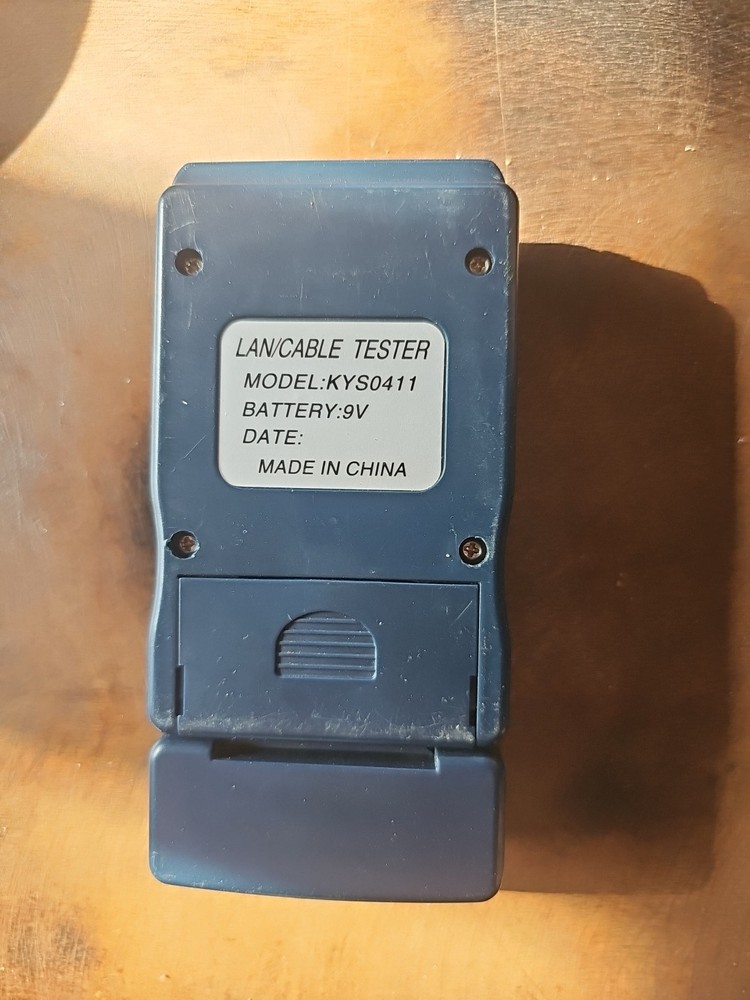 LAN/CABLE TESTER
MODEL:KYS0411
BATTERY:9V
DATE:
MADE IN CHINA